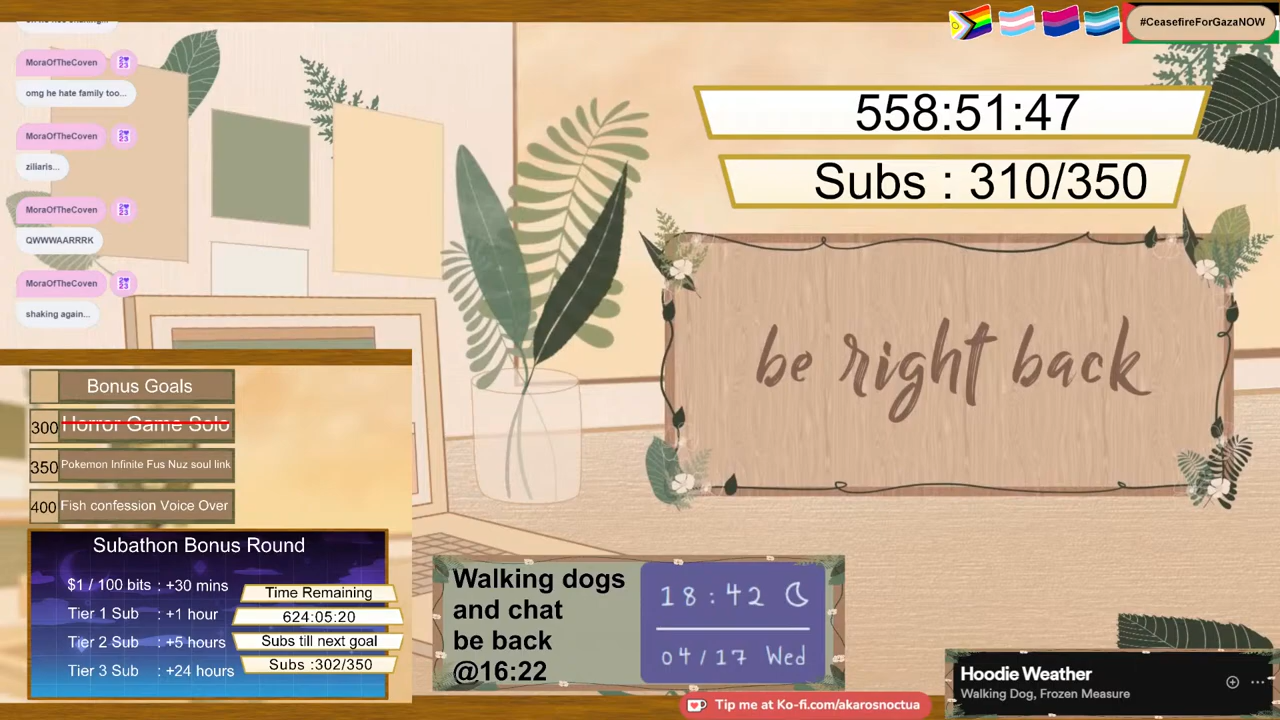 #CeasefireForGazaNOW
MoraOfTheCoven
omg he hate family too...
MoraOfTheCoven
ziliaris...
MoraOfTheCoven
QWWWAARRRK
MoraOfTheCoven
shaking again...
558:51:47
Subs : 310/350
be right back
Bonus Goals
300 Horror Game Solo
350 Pokemon Infinite Fus Nuz soul link
400 Fish confession Voice Over
Subathon Bonus Round
$1 / 100 bits : +30 mins
Tier 1 Sub : +1 hour
Tier 2 Sub : +5 hours
Tier 3 Sub : +24 hours
Time Remaining
624:05:20
Subs till next goal
Subs :302/350
Walking dogs
and chat
be back
@16:22
18:42
04/17 Wed
Hoodie Weather
Walking Dog, Frozen Measure
Tip me at Ko-fi.com/akarosnoctua